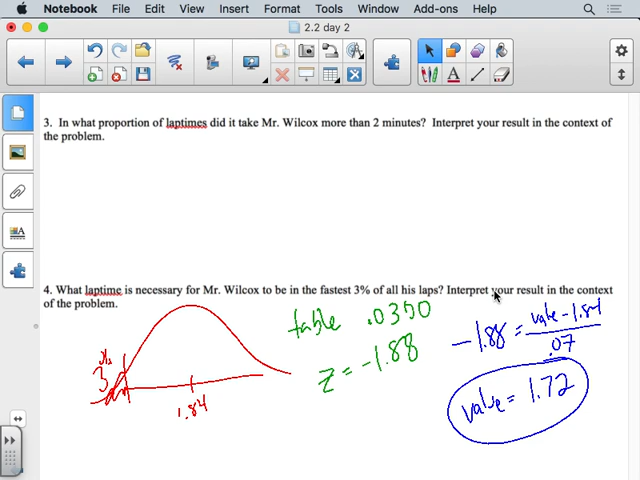 Notebook File Edit View Insert Format Tools Window Add-ons Help
2.2 day 2
3. In what proportion of laptimes did it take Mr. Wilcox more than 2 minutes? Interpret your result in the context of
the problem.
4. What laptime is necessary for Mr. Wilcox to be in the fastest 3% of all his laps? Interpret your result in the context
of the problem.
3%
1.84
table .0300
z = -1.88
-1.88 = value - 1.84
.07
value = 1.72